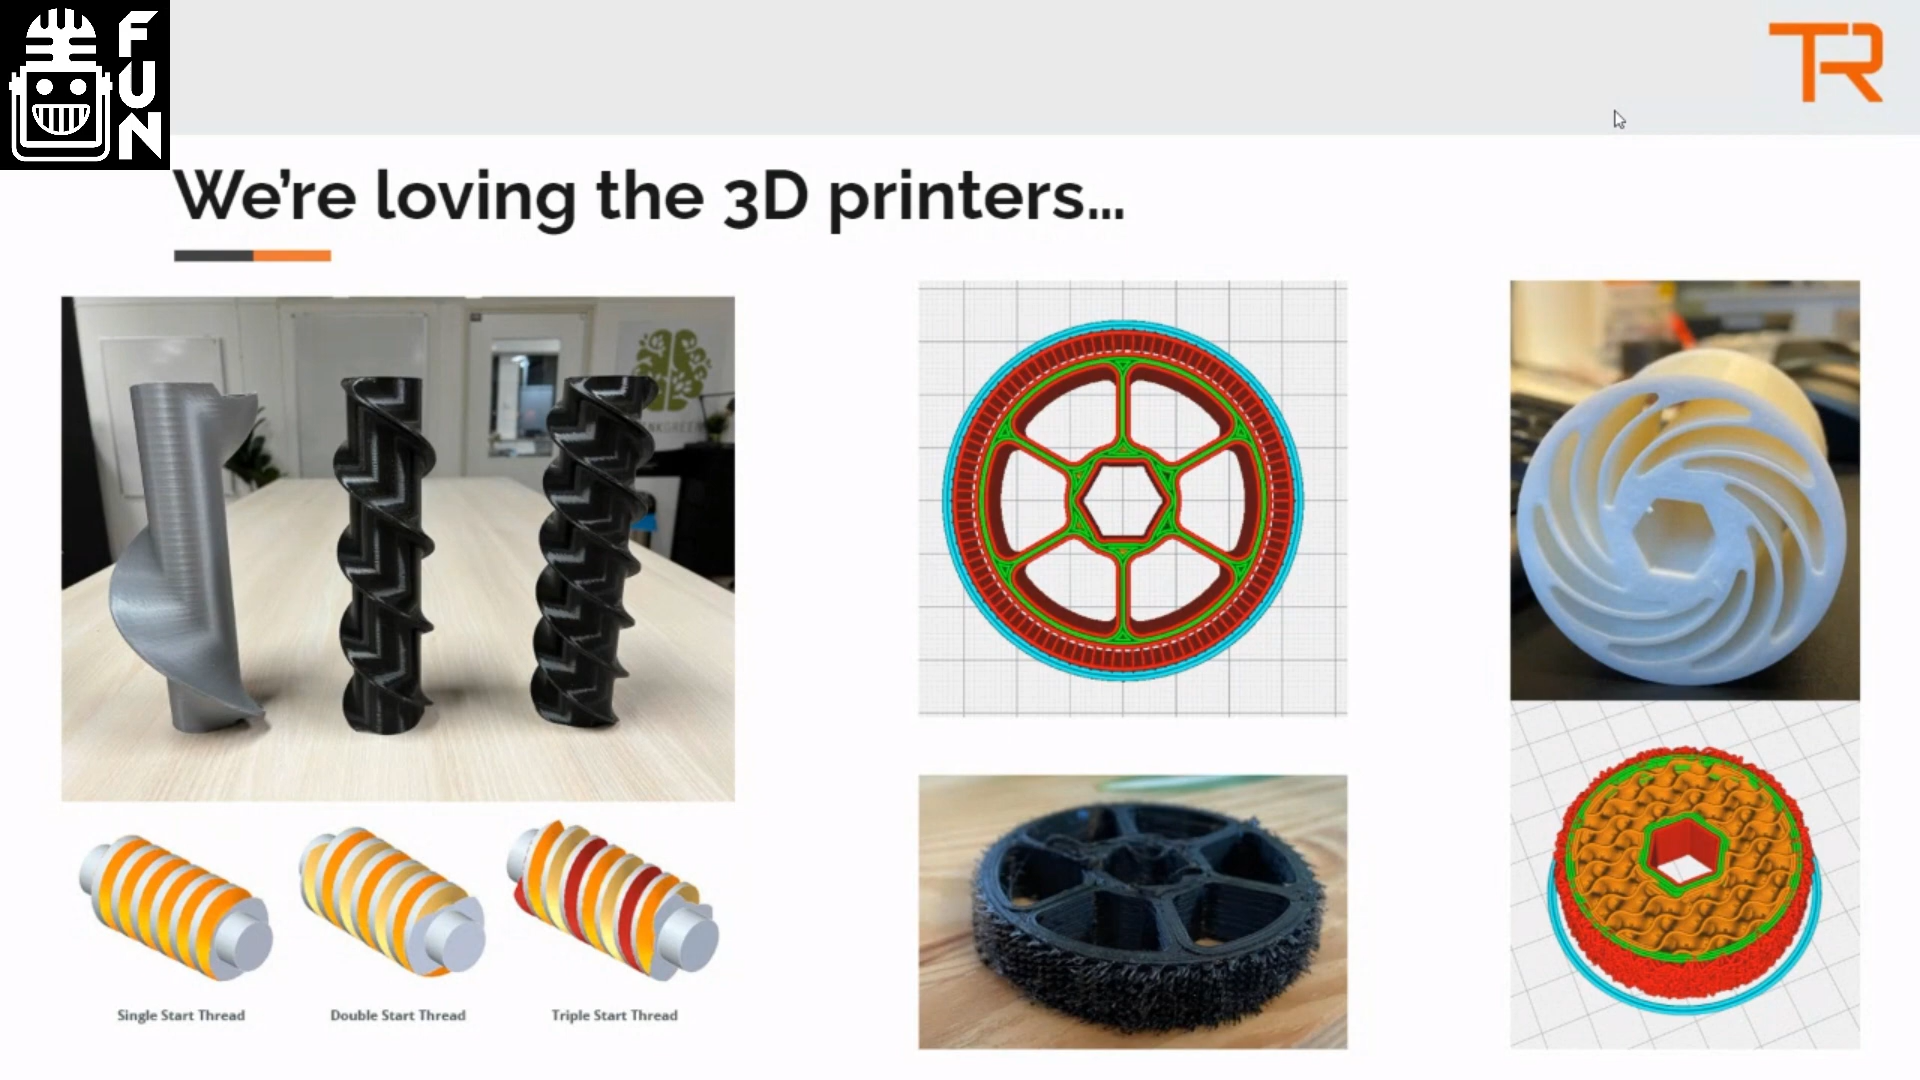 FUN
TR
We're loving the 3D printers...
Single Start Thread
Double Start Thread
Triple Start Thread